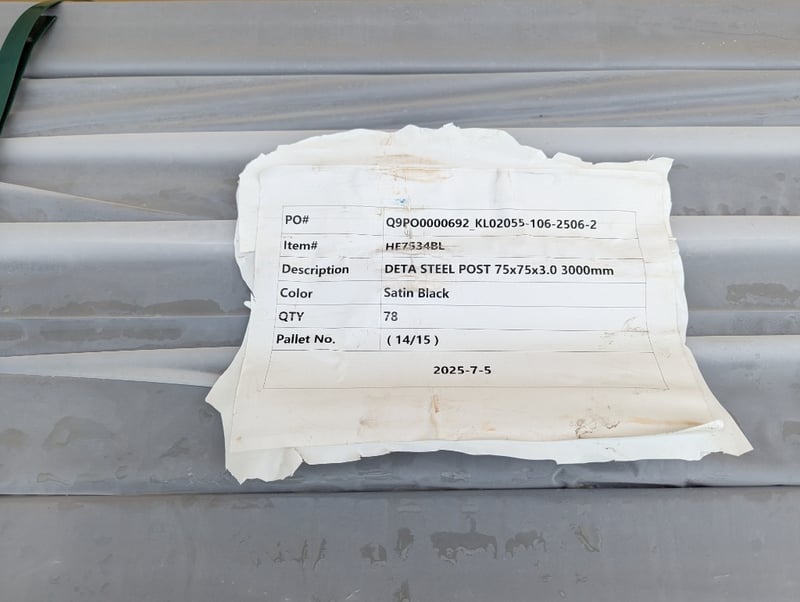 PO# Q9PO0000692_KL02055-106-2506-2
Item# HE7534BL
Description DETA STEEL POST 75x75x3.0 3000mm
Color Satin Black
QTY 78
Pallet No. ( 14/15 )
2025-7-5